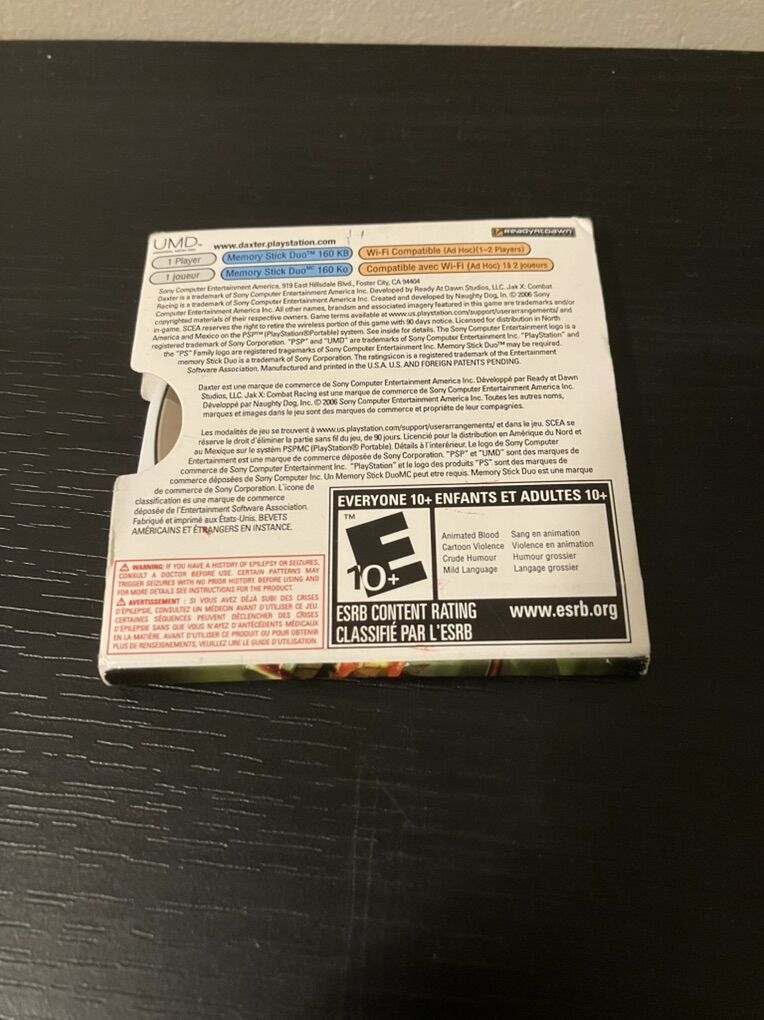 UMD™ www.daxter.playstation.com ReadyAtDawn
1 Player Memory Stick Duo™ 160 KB Wi-Fi Compatible (Ad Hoc)(1-2 Players)
1 joueur Memory Stick Duo MC 160 Ko Compatible avec Wi-Fi (Ad Hoc) 1à 2 joueurs
Sony Computer Entertainment America, 919 East Hillsdale Blvd., Foster City, CA 94404
Daxter is a trademark of Sony Computer Entertainment America Inc. Developed by Ready At Dawn Studios, LLC. Jak X: Combat
Racing is a trademark of Sony Computer Entertainment America Inc. Created and developed by Naughty Dog, In. © 2006 Sony
Computer Entertainment America Inc. All other names, brandsm and associated imagery featured in this game are trademarks and/or
copyrighted materials of their respective owners. Game terms available at www.us.playstation.com/support/userarrangements/ and
in-game. SCEA reserves the right to retire the wireless portion of this game with 90 days notice. Licensed for distribution in North
America and Mexico on the PSP™ (PlayStation®Portable) system. See inside for details. The Sony Computer Entertainment logo is a
registered trademark of Sony Corporation. "PSP" and "UMD" are trademarks of Sony Computer Entertainment Inc. "PlayStation" and
the "PS" Family logo are registered tragemarks of Sony Computer Entertainment Inc. Memory Stick Duo™ may be required.
memory Stick Duo is a trademark of Sony Corporation. The ratingsicon is a registered trademark of the Entertainment
Software Association. Manufactured and printed in the U.S.A. U.S. AND FOREIGN PATENTS PENDING.
Daxter est une marque de commerce de Sony Computer Entertainment America Inc. Développé par Ready at Dawn
Studios, LLC. Jak X: Combat Racing est une marque de commerce de Sony Computer Entertainment America Inc.
Développé par Naughty Dog, Inc. © 2006 Sony Computer Entertainment America Inc. Toutes les autres noms,
marques et images dans le jeu sont des marques de commerce et propriète de leur compagnies.
Les modalités de jeu se trouvent à www.us.playstation.com/support/userarrangements/ et dans le jeu. SCEA se
réserve le droit d'éliminer la partie sans fil du jeu, de 90 jours. Licencié pour la distribution en Amérique du Nord et
au Mexique sur le systém PSPMC (PlayStation® Portable). Détails à l'intérieur. Le logo de Sony Computer
Entertainment est une marque de commerce déposée de Sony Corporation. "PSP" et "UMD" sont des marques de
commerce de Sony Computer Entertainment Inc. "PlayStation" et le logo des produits "PS" sont des marques de
commerce déposées de Sony Computer Inc. Un Memory Stick DuoMC peut etre requis. Memory Stick Duo est une marque
de commerce de Sony Corporation. L'icone de
classification es une marque de commerce
déposée de l'Entertainment Software Association.
Fabriqué et imprimé aux États-Unis. BEVETS
AMÉRICAINS ET ÉTRANGERS EN INSTANCE.
EVERYONE 10+ ENFANTS ET ADULTES 10+
™
E
10+
Animated Blood Sang en animation
Cartoon Violence Violence en animation
Crude Humour Humour grossier
Mild Language Langage grossier
ESRB CONTENT RATING www.esrb.org
CLASSIFIÉ PAR L'ESRB
WARNING: IF YOU HAVE A HISTORY OF EPILEPSY OR SEIZURES,
CONSULT A DOCTOR BEFORE USE. CERTAIN PATTERNS MAY
TRIGGER SEIZURES WITH NO PRIOR HISTORY. BEFORE USING AND
FOR MORE DETAILS SEE INSTRUCTIONS FOR THE PRODUCT.
AVERTISSEMENT : SI VOUS AVEZ DÉJÀ SUBI DES CRISES
D'ÉPILEPSIE, CONSULTEZ UN MÉDECIN AVANT D'UTILISER CE JEU.
CERTAINES SÉQUENCES PEUVENT DÉCLENCHER DES CRISES
D'ÉPILEPSIE SANS QUE VOUS N'AYEZ D'ANTÉCÉDENTS MÉDICAUX
EN LA MATIÈRE. AVANT D'UTILISER CE PRODUIT OU POUR OBTENIR
PLUS DE RENSEIGNEMENTS, VEUILLEZ LIRE LE GUIDE D'UTILISATION.